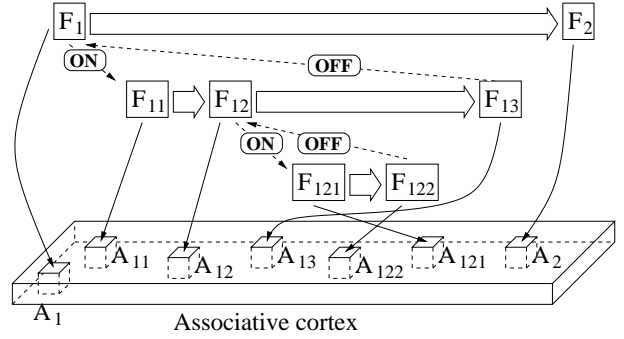 F1 F2
ON OFF
F11 F12 F13
ON OFF
F121 F122
A11 A12 A13 A122 A121 A2
A1
Associative cortex